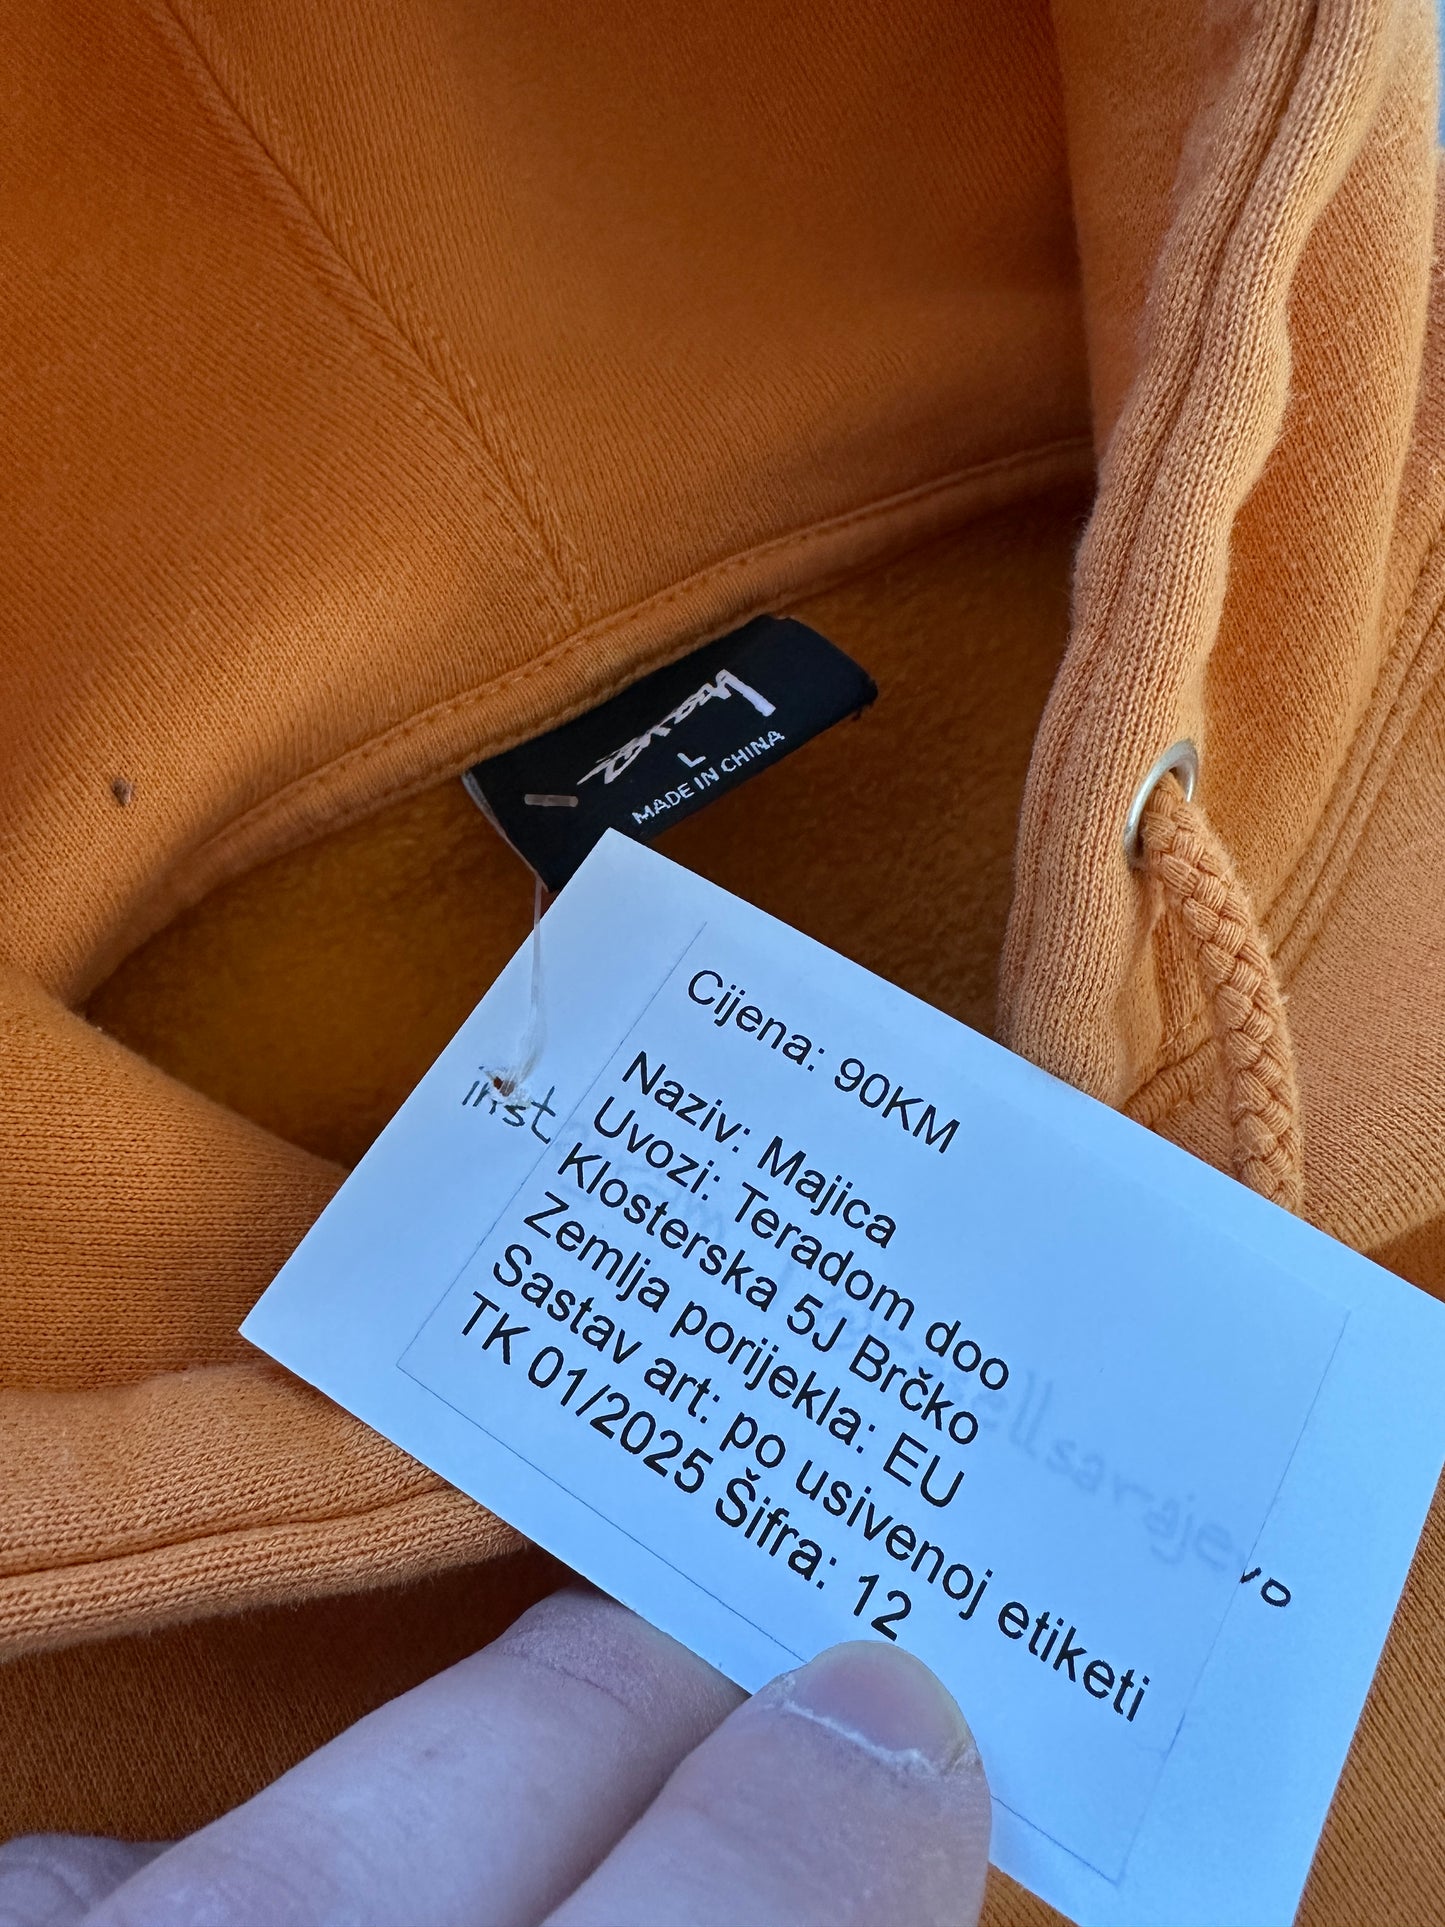 L
MADE IN CHINA
Cijena: 90KM
Naziv: Majica
Uvozi: Teradom doo
Klosterska 5J Brčko
Zemlja porijekla: EU
Sastav art: po usivenoj etiketi
TK 01/2025 Šifra: 12
inst